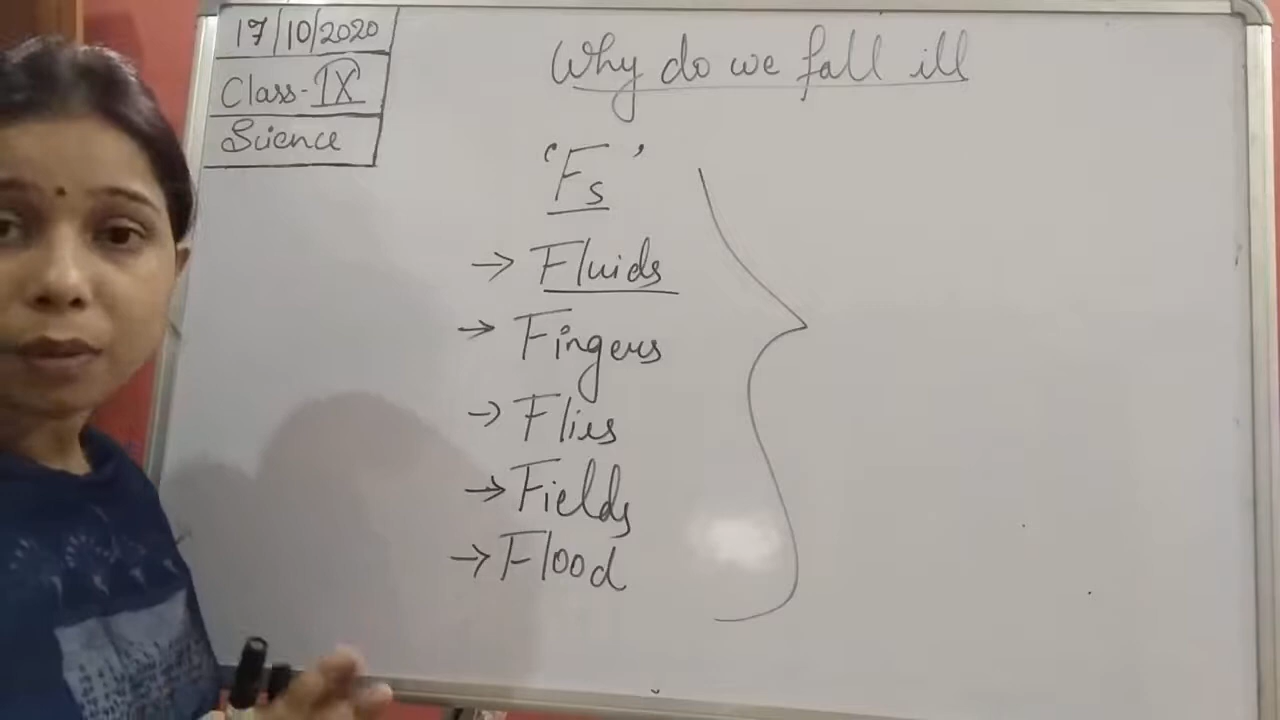 17/10/2020
Class-IX
Science
Why do we fall ill
'Fs'
→ Fluids
→ Fingers
→ Flies
→ Fields
→ Flood